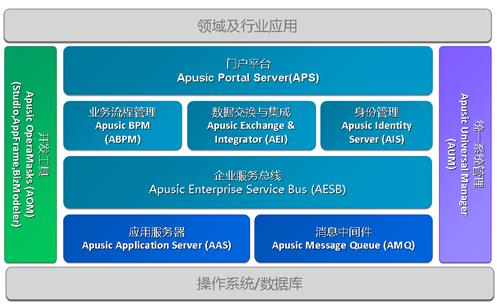 领域及行业应用
开发工具
Apusic OperaMasks (AOM)
(Studio,AppFrame,BizModeler)
门户平台
Apusic Portal Server(APS)
业务流程管理
Apusic BPM
(ABPM)
数据交换与集成
Apusic Exchange &
Integrator (AEI)
身份管理
Apusic Identity
Server (AIS)
企业服务总线
Apusic Enterprise Service Bus (AESB)
应用服务器
Apusic Application Server (AAS)
消息中间件
Apusic Message Queue (AMQ)
统一系统管理
Apusic Universal Manager
(AUM)
操作系统/数据库